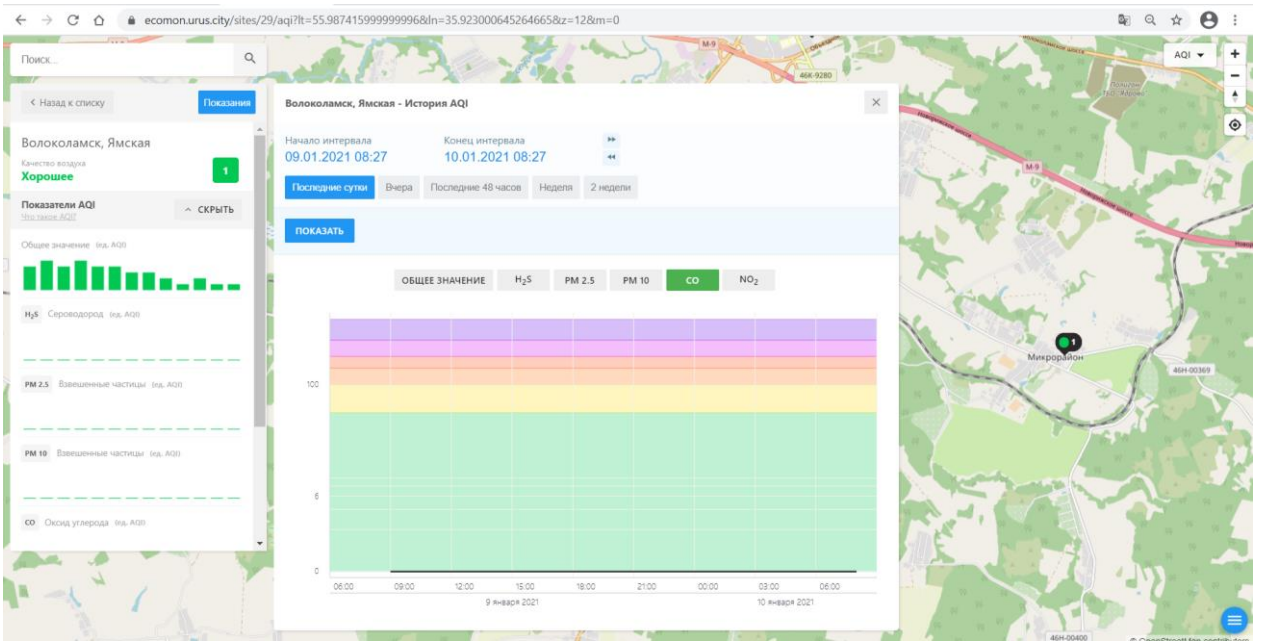 ecomon.urus.city/sites/29/aqi?lt=55.987415999999996&ln=35.923000645264665&z=12&m=0
Поиск...
М-9
46К-9280
AQI
< Назад к списку
Показания
Волоколамск, Ямская - История AQI
Волоколамск, Ямская
Качество воздуха
Хорошее
1
Начало интервала
Конец интервала
09.01.2021 08:27
10.01.2021 08:27
Последние сутки
Вчера
Последние 48 часов
Неделя
2 недели
Показатели AQI
Что такое AQI?
СКРЫТЬ
ПОКАЗАТЬ
Общее значение (ед. AQI)
ОБЩЕЕ ЗНАЧЕНИЕ
H₂S
PM 2.5
PM 10
CO
NO₂
H₂S Сероводород (ед. AQI)
PM 2.5 Взвешенные частицы (ед. AQI)
PM 10 Взвешенные частицы (ед. AQI)
CO Оксид углерода (ед. AQI)
100
6
0
06:00 09:00 12:00 15:00 18:00 21:00 00:00 03:00 06:00
9 января 2021
10 января 2021
М-9
1
Микрорайон
46Н-00369
46Н-00400
© OpenStreetMap contributors